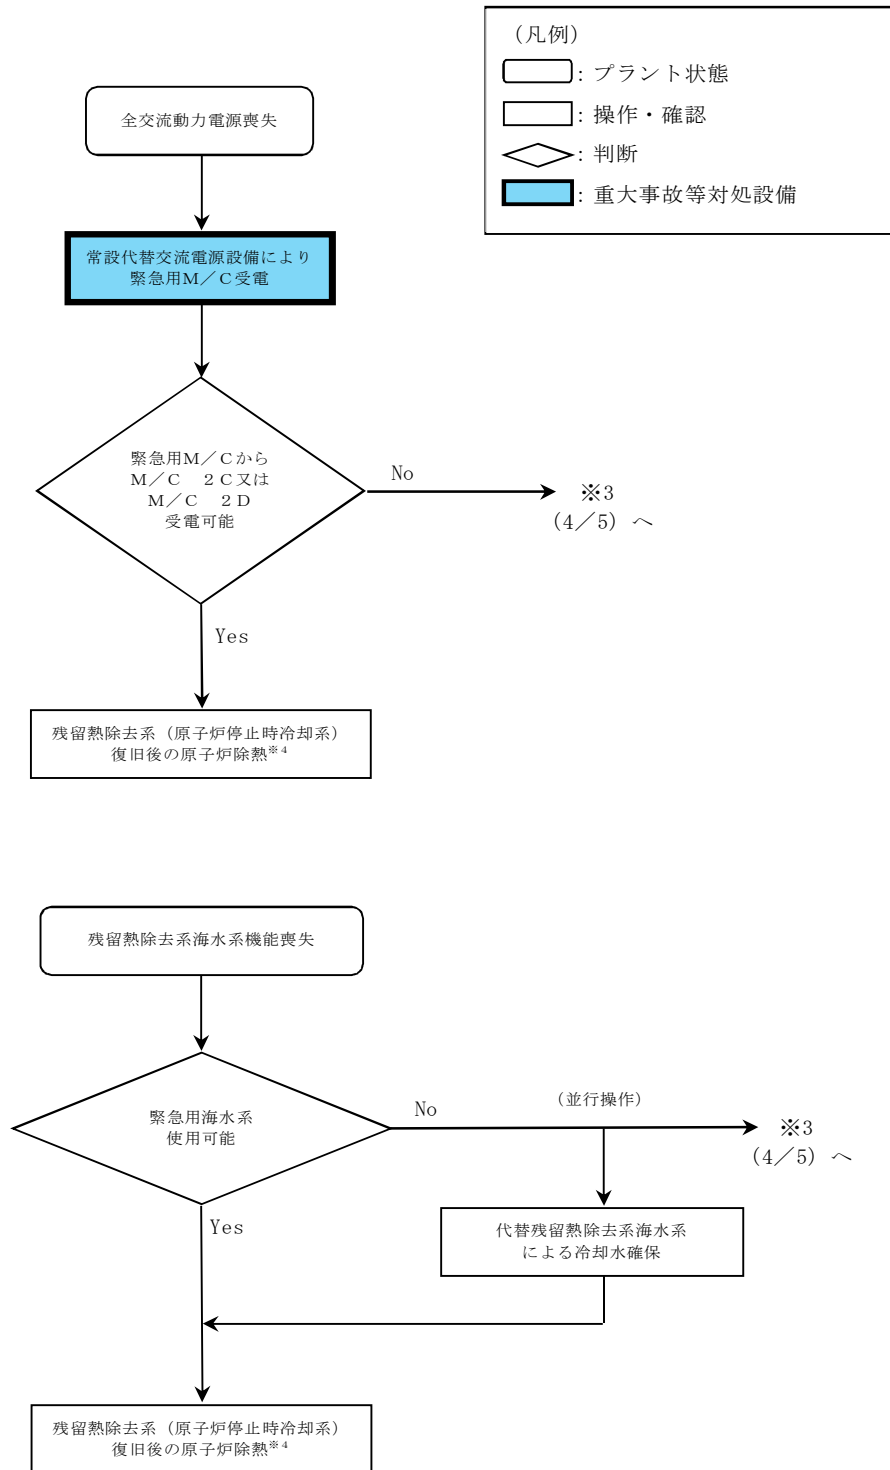 (凡例)
: プラント状態
: 操作・確認
: 判断
: 重大事故等対処設備
全交流動力電源喪失
常設代替交流電源設備により
緊急用M／C受電
緊急用M／Cから
M／C　2C又は
M／C　2D
受電可能
No
※3
(4／5) へ
Yes
残留熱除去系（原子炉停止時冷却系）
復旧後の原子炉除熱※4
残留熱除去系海水系機能喪失
緊急用海水系
使用可能
No
(並行操作)
※3
(4／5) へ
Yes
代替残留熱除去系海水系
による冷却水確保
残留熱除去系（原子炉停止時冷却系）
復旧後の原子炉除熱※4